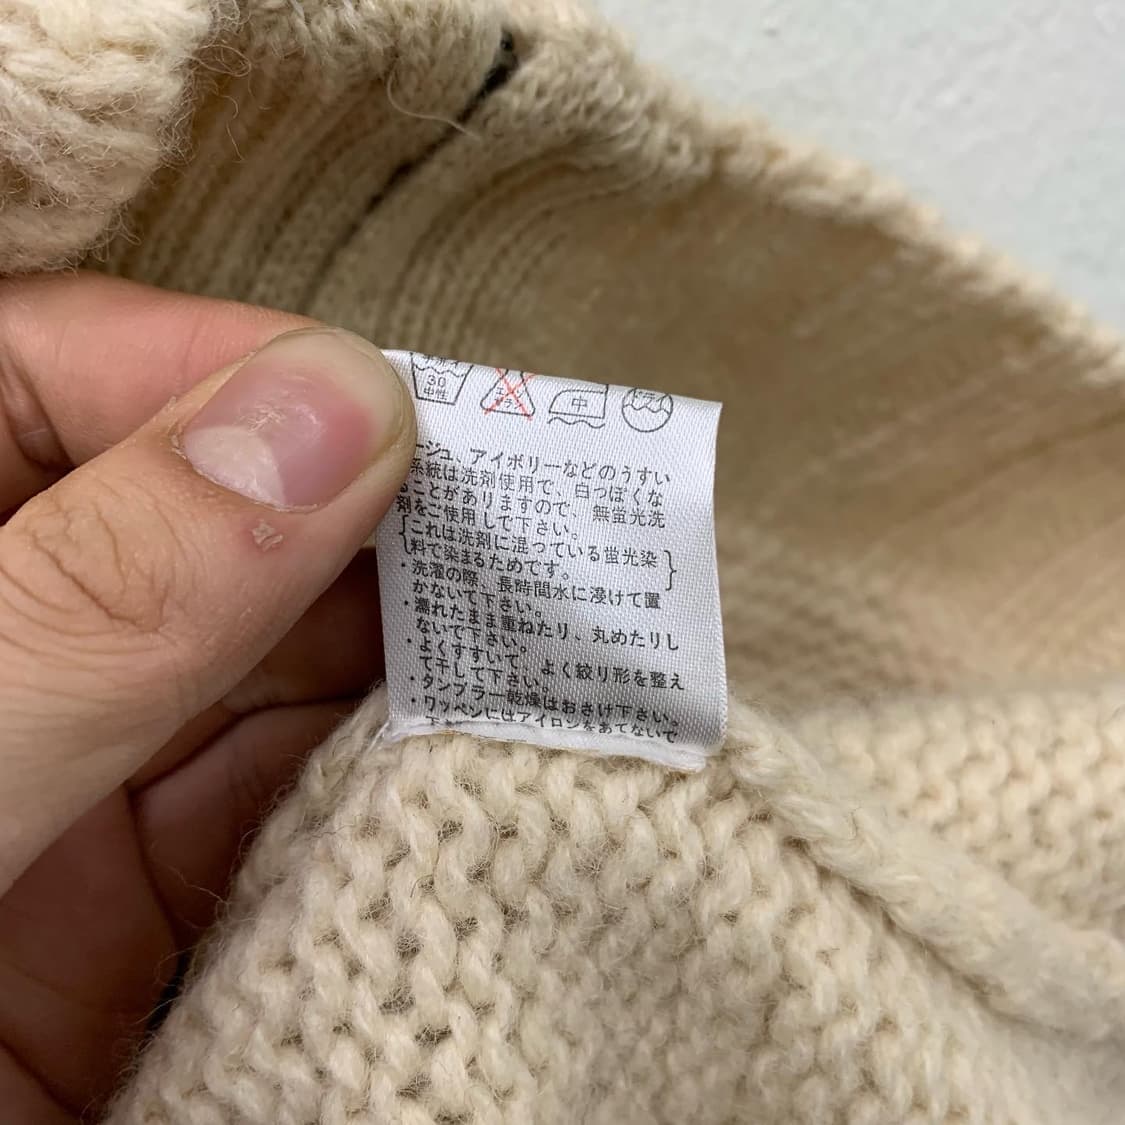 30
中性
中
ドライ
ージュ、アイボリーなどのうすい
系統は洗剤使用で、白っぽくな
ることがありますので、無蛍光洗
剤をご使用して下さい。
{これは洗剤に混っている蛍光染
料で染まるためです。}
・洗濯の際、長時間水に浸けて置
かないで下さい。
・濡れたまま重ねたり、丸めたりし
ないで下さい。
・よくすすいで、よく絞り形を整え
て干して下さい。
・タンブラー乾燥はおさけ下さい。
・ワッペンにはアイロンをあてないで